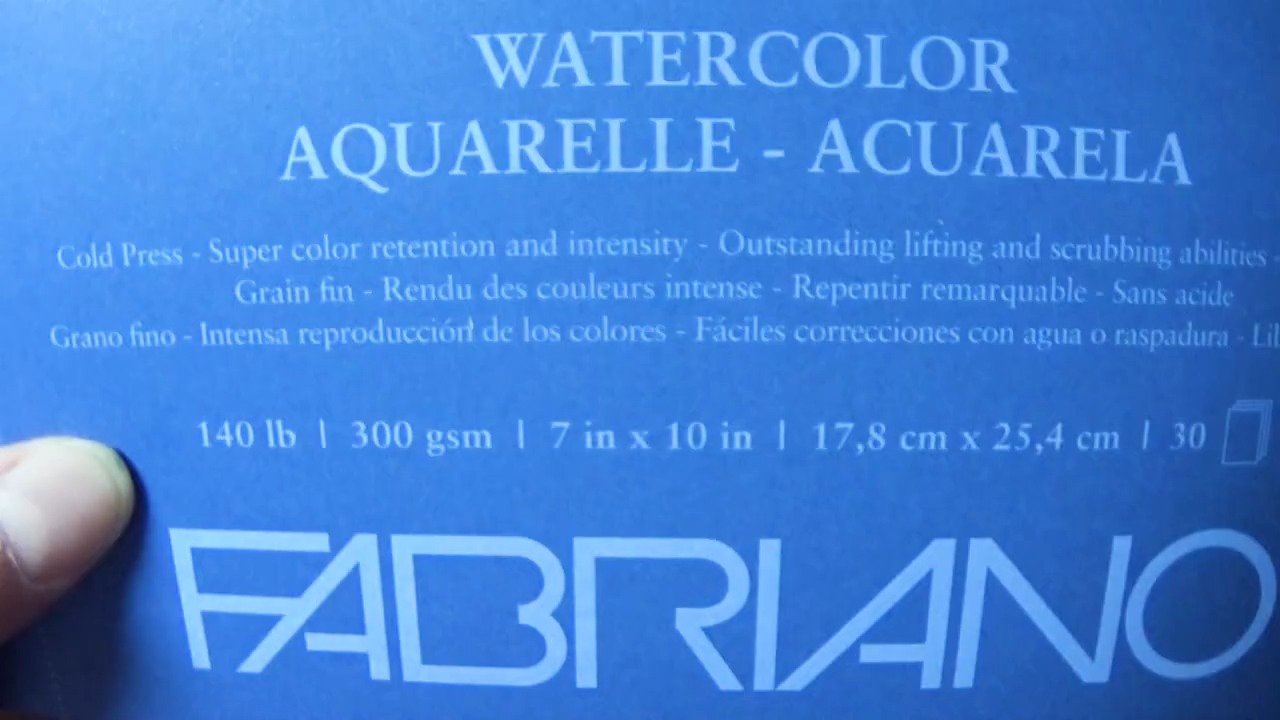 WATERCOLOR
AQUARELLE - ACUARELA
Cold Press - Super color retention and intensity - Outstanding lifting and scrubbing abilities -
Grain fin - Rendu des couleurs intense - Repentir remarquable - Sans acide
Grano fino - Intensa reproducción de los colores - Fáciles correcciones con agua o raspadura -
140 lb | 300 gsm | 7 in x 10 in | 17,8 cm x 25,4 cm | 30
FABRIANO